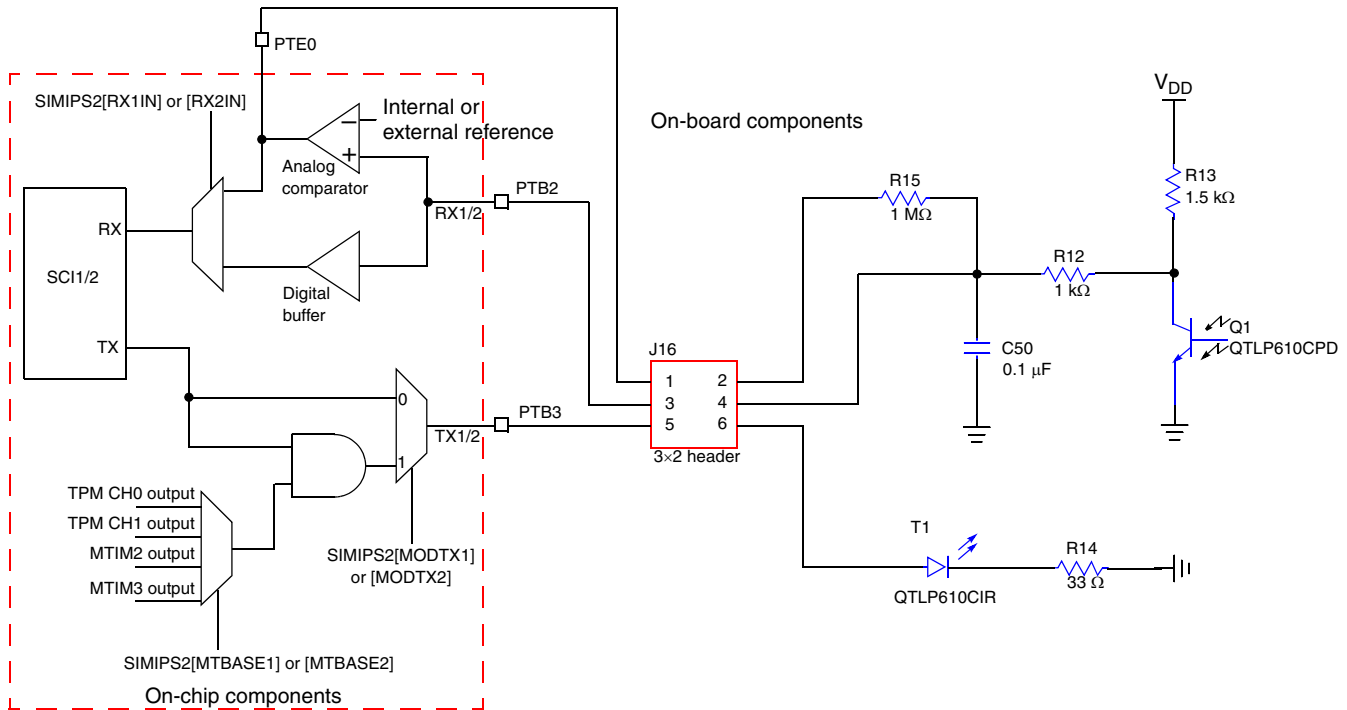 PTE0
SIMIPS2[RX1IN] or [RX2IN]
Internal or
external reference
On-board components
VDD
−
+
Analog
comparator
R13
1.5 kΩ
R15
1 MΩ
PTB2
RX1/2
RX
SCI1/2
R12
1 kΩ
Digital
buffer
Q1
QTLP610CPD
TX
J16
C50
0.1 μF
1 2
3 4
5 6
3×2 header
0
PTB3
TX1/2
1
TPM CH0 output
TPM CH1 output
MTIM2 output
MTIM3 output
SIMIPS2[MODTX1]
or [MODTX2]
T1
QTLP610CIR
R14
33 Ω
SIMIPS2[MTBASE1] or [MTBASE2]
On-chip components